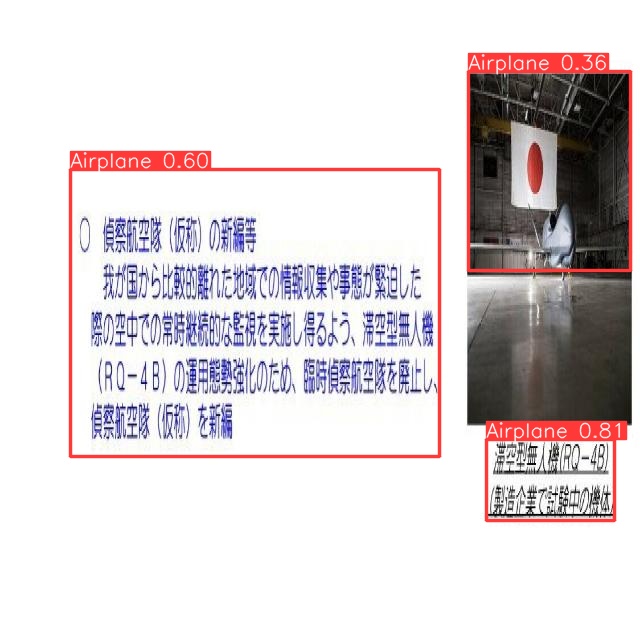 Airplane 0.36
Airplane 0.60
○ 偵察航空隊（仮称）の新編等
我が国から比較的離れた地域での情報収集や事態が緊迫した
際の空中での常時継続的な監視を実施し得るよう、滞空型無人機
（RQ－4B）の運用態勢強化のため、臨時偵察航空隊を廃止し、
偵察航空隊（仮称）を新編
Airplane 0.81
滞空型無人機(RQ－4B)
(製造企業で試験中の機体)